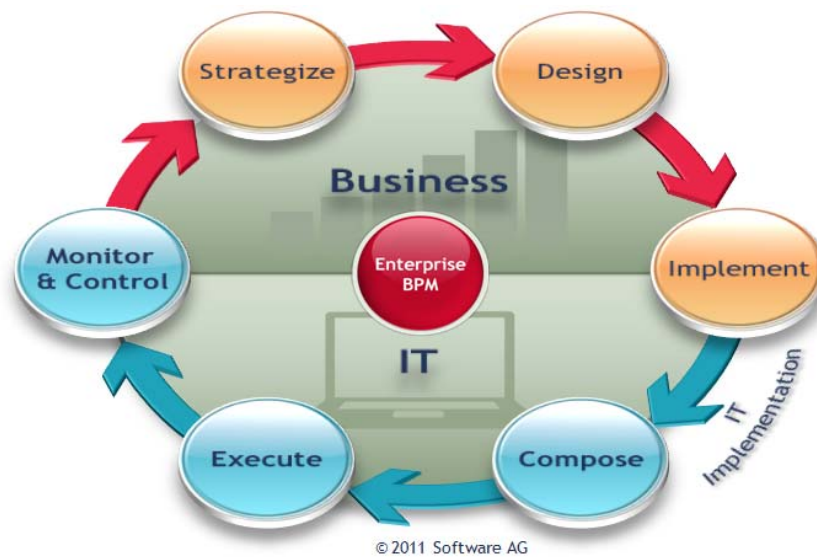 Strategize
Design
Business
Monitor
& Control
Enterprise
BPM
Implement
IT
IT
Implementation
Execute
Compose
© 2011 Software AG